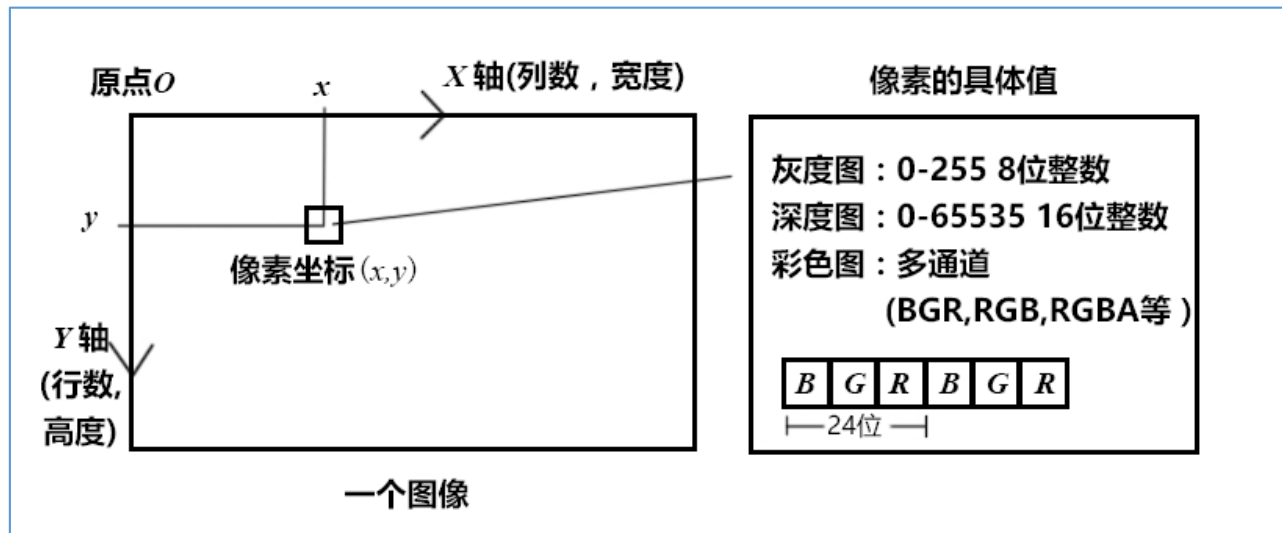 原点O
x
X 轴(列数，宽度)
y
像素坐标(x,y)
Y 轴
(行数,
高度)
一个图像
像素的具体值
灰度图：0-255 8位整数
深度图：0-65535 16位整数
彩色图：多通道
(BGR,RGB,RGBA等 )
B G R B G R
24位